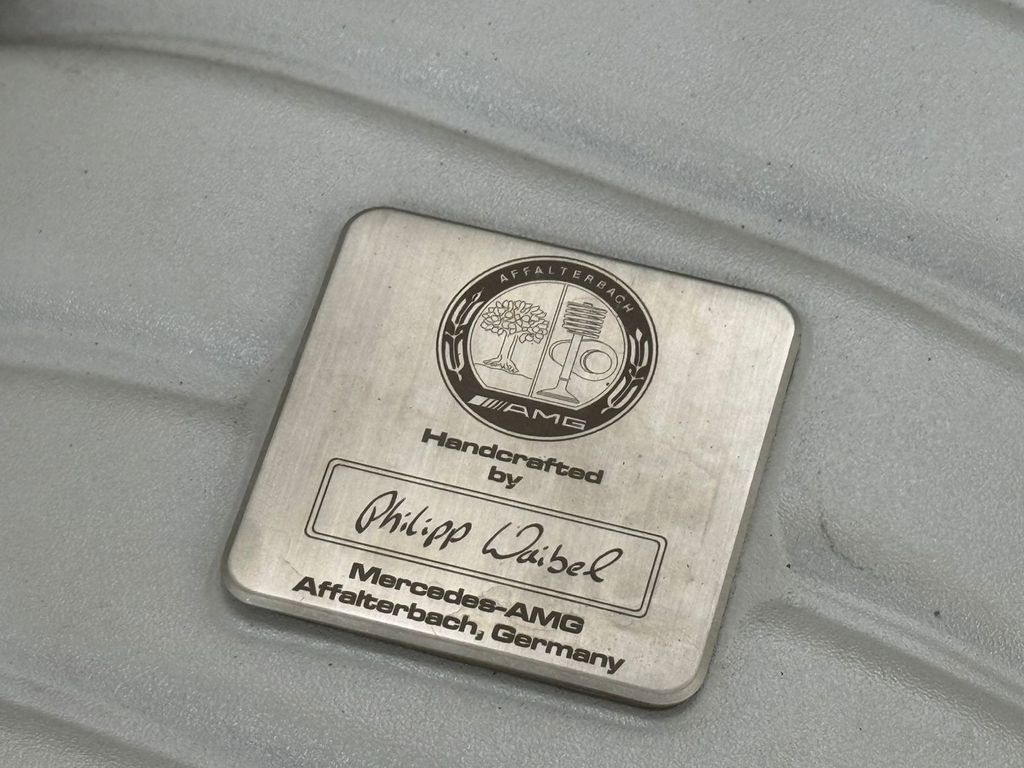 AFFALTERBACH
AMG
Handcrafted
by
Philipp Waibel
Mercedes-AMG
Affalterbach, Germany